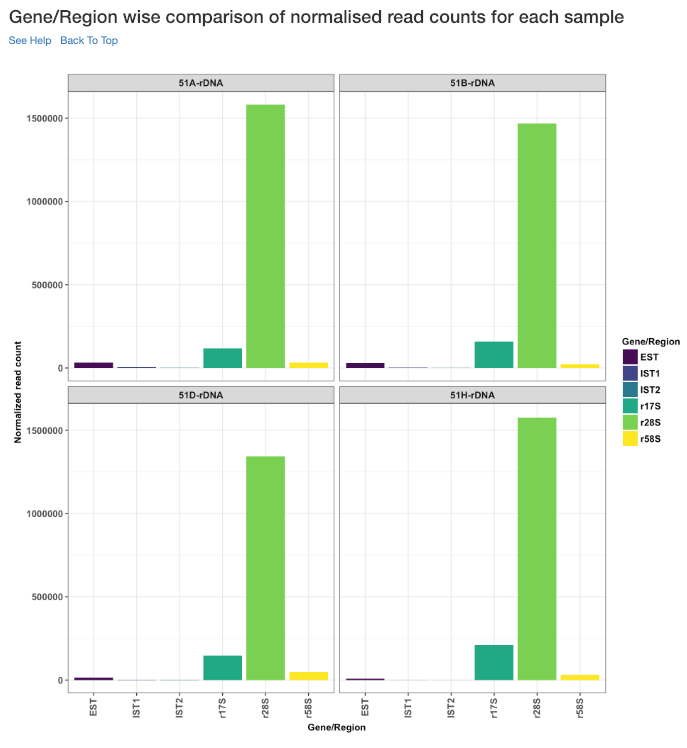 Gene/Region wise comparison of normalised read counts for each sample
See Help Back To Top
51A-rDNA 51B-rDNA
1500000
1000000
500000
0
51D-rDNA 51H-rDNA
1500000
1000000
500000
0
Normalized read count
EST IST1 IST2 r17S r28S r58S EST IST1 IST2 r17S r28S r58S
Gene/Region
Gene/Region
EST
IST1
IST2
r17S
r28S
r58S